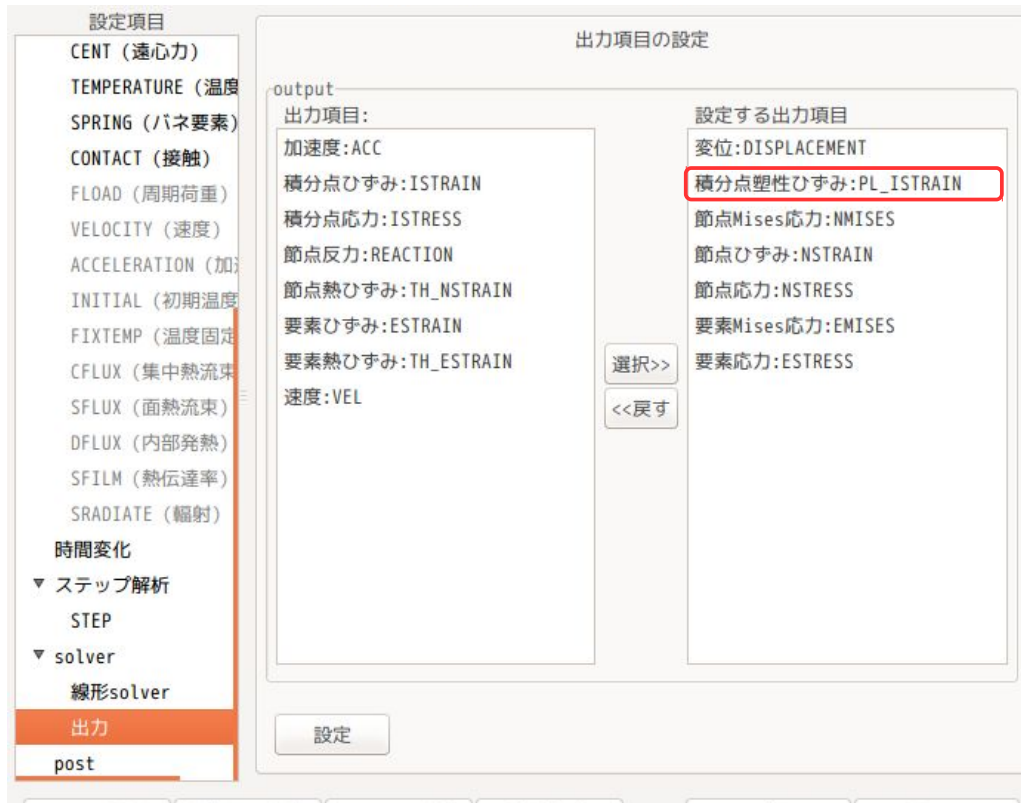 設定項目
CENT (遠心力)
TEMPERATURE (温度
SPRING (バネ要素)
CONTACT (接触)
FLOAD (周期荷重)
VELOCITY (速度)
ACCELERATION (加
INITIAL (初期温度
FIXTEMP (温度固定
CFLUX (集中熱流束
SFLUX (面熱流束)
DFLUX (内部発熱)
SFILM (熱伝達率)
SRADIATE (輻射)
時間変化
▼ ステップ解析
STEP
▼ solver
線形solver
出力
post
出力項目の設定
output
出力項目:
加速度:ACC
積分点ひずみ:ISTRAIN
積分点応力:ISTRESS
節点反力:REACTION
節点熱ひずみ:TH_NSTRAIN
要素ひずみ:ESTRAIN
要素熱ひずみ:TH_ESTRAIN
速度:VEL
選択>>
<<戻す
設定する出力項目
変位:DISPLACEMENT
積分点塑性ひずみ:PL_ISTRAIN
節点Mises応力:NMISES
節点ひずみ:NSTRAIN
節点応力:NSTRESS
要素Mises応力:EMISES
要素応力:ESTRESS
設定